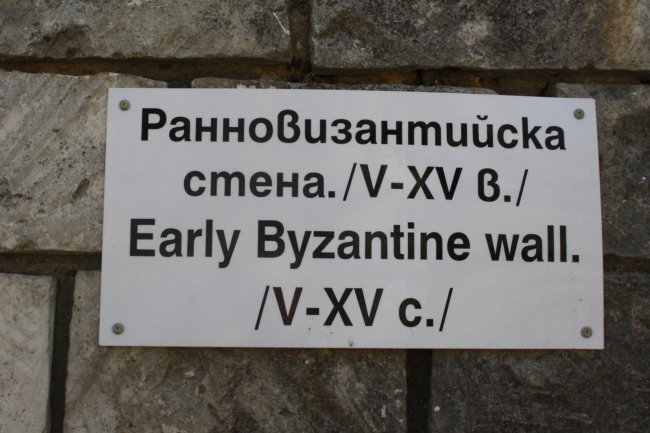 Ранновизантийска
стена./V-XV в./
Early Byzantine wall.
/V-XV c./